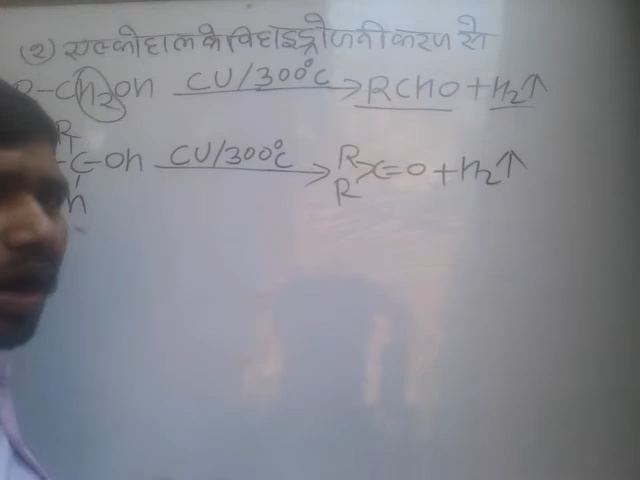 (२) एल्कोहाल के विहाइड्रोजनीकरण से
R-CH2OH CU/300°C → RCHO + H2↑
R
-C-OH CU/300°C → R
R >C=O + H2↑
H